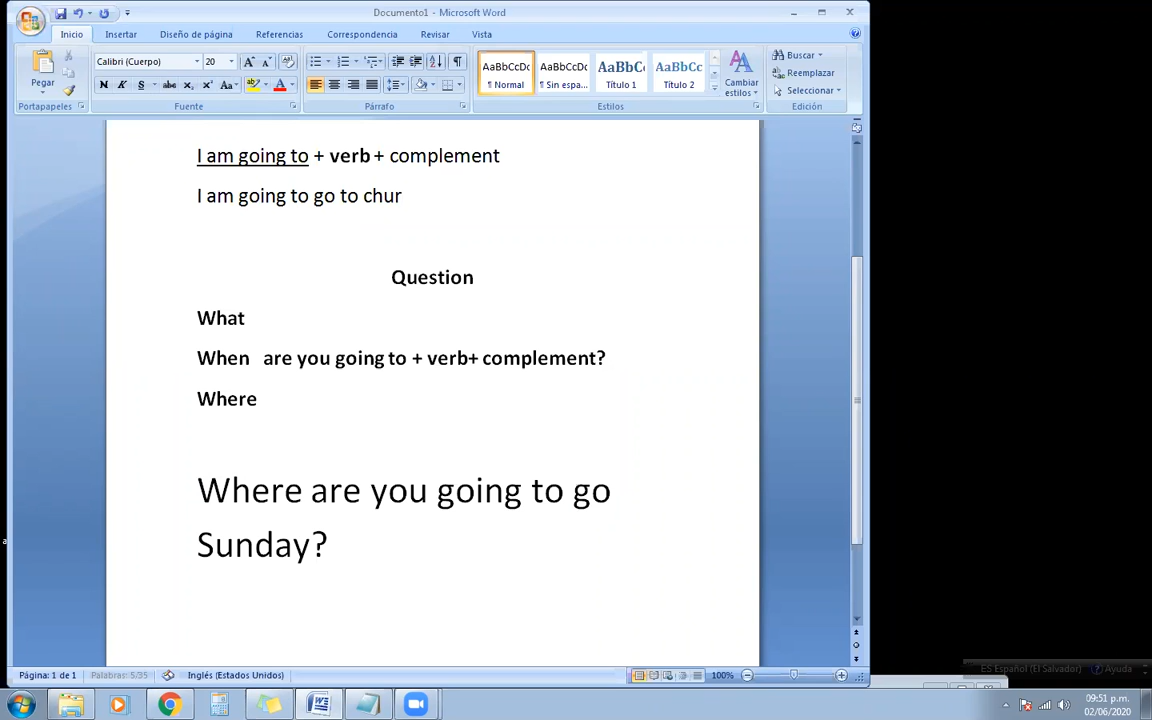 Documento1 - Microsoft Word
Inicio Insertar Diseño de página Referencias Correspondencia Revisar Vista
Pegar
Calibri (Cuerpo) 20
AaBbCcDc AaBbCcDc AaBbC AaBbCc
¶ Normal ¶ Sin espa... Título 1 Título 2
Cambiar estilos
Buscar
Reemplazar
Seleccionar
Portapapeles Fuente Párrafo Estilos Edición
I am going to + verb + complement
I am going to go to chur
Question
What
When are you going to + verb+ complement?
Where
Where are you going to go
Sunday?
Página: 1 de 1 Palabras: 5/35 Inglés (Estados Unidos) 100%
ES Español (El Salvador) Ayuda
09:51 p.m.
02/06/2020